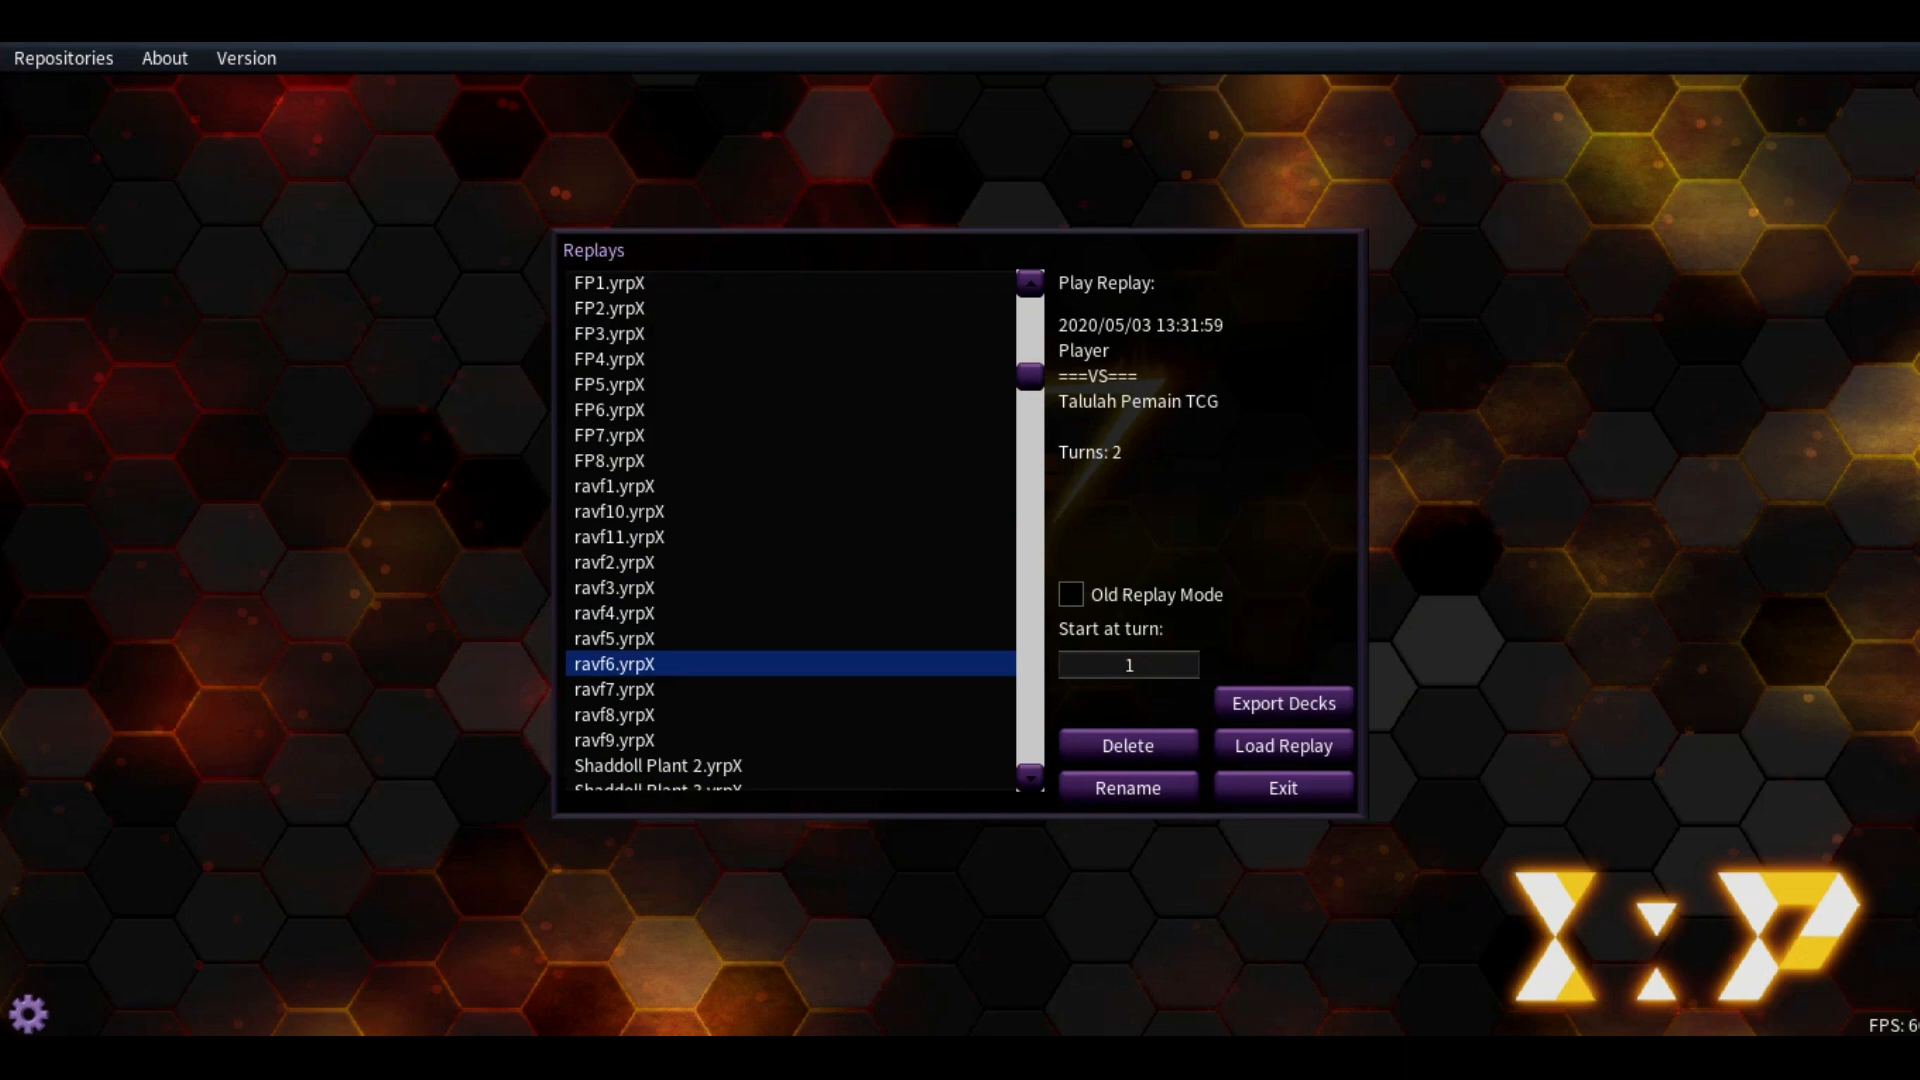 Repositories About Version
Replays
FP1.yrpX
FP2.yrpX
FP3.yrpX
FP4.yrpX
FP5.yrpX
FP6.yrpX
FP7.yrpX
FP8.yrpX
ravf1.yrpX
ravf10.yrpX
ravf11.yrpX
ravf2.yrpX
ravf3.yrpX
ravf4.yrpX
ravf5.yrpX
ravf6.yrpX
ravf7.yrpX
ravf8.yrpX
ravf9.yrpX
Shaddoll Plant 2.yrpX
Shaddoll Plant 3.yrpX
Play Replay:
2020/05/03 13:31:59
Player
===VS===
Talulah Pemain TCG
Turns: 2
Old Replay Mode
Start at turn:
1
Export Decks
Delete Load Replay
Rename Exit
FPS: